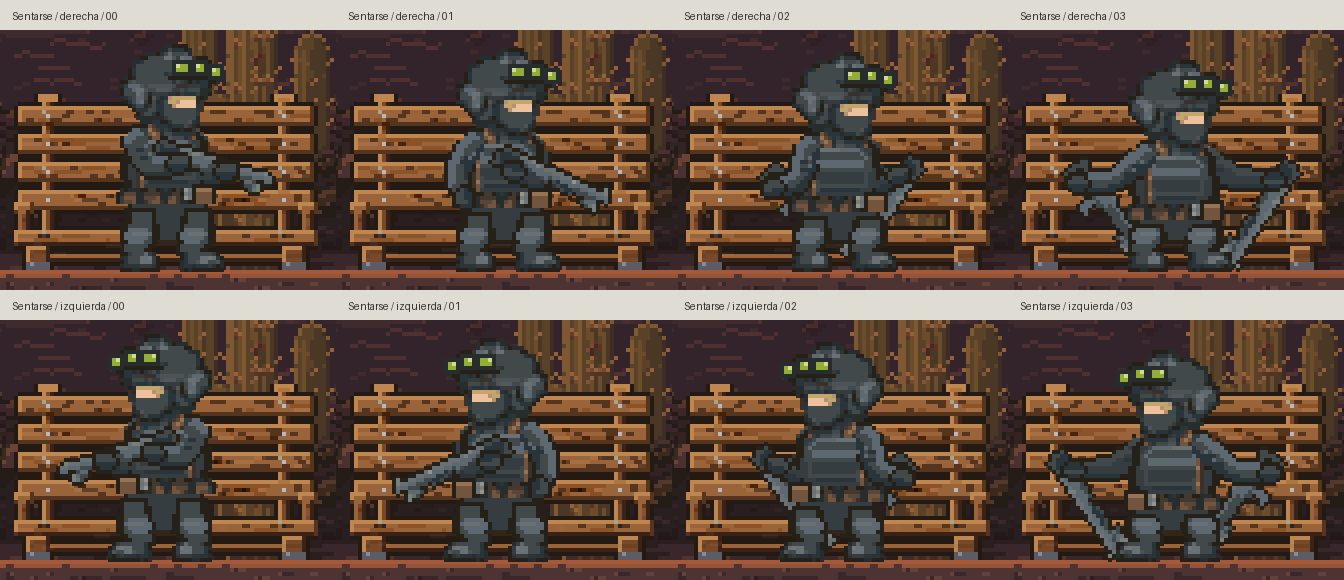 Sentarse / derecha / 00
Sentarse / derecha / 01
Sentarse / derecha / 02
Sentarse / derecha / 03
Sentarse / izquierda / 00
Sentarse / izquierda / 01
Sentarse / izquierda / 02
Sentarse / izquierda / 03